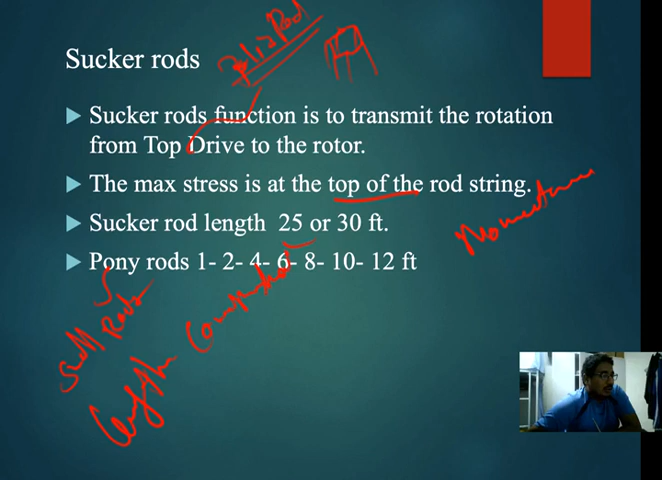 Polish Rod
Sucker rods
Sucker rods function is to transmit the rotation
from Top Drive to the rotor.
The max stress is at the top of the rod string.
Sucker rod length 25 or 30 ft.
Momentum
Pony rods 1- 2- 4- 6- 8- 10- 12 ft
Small Rods
length